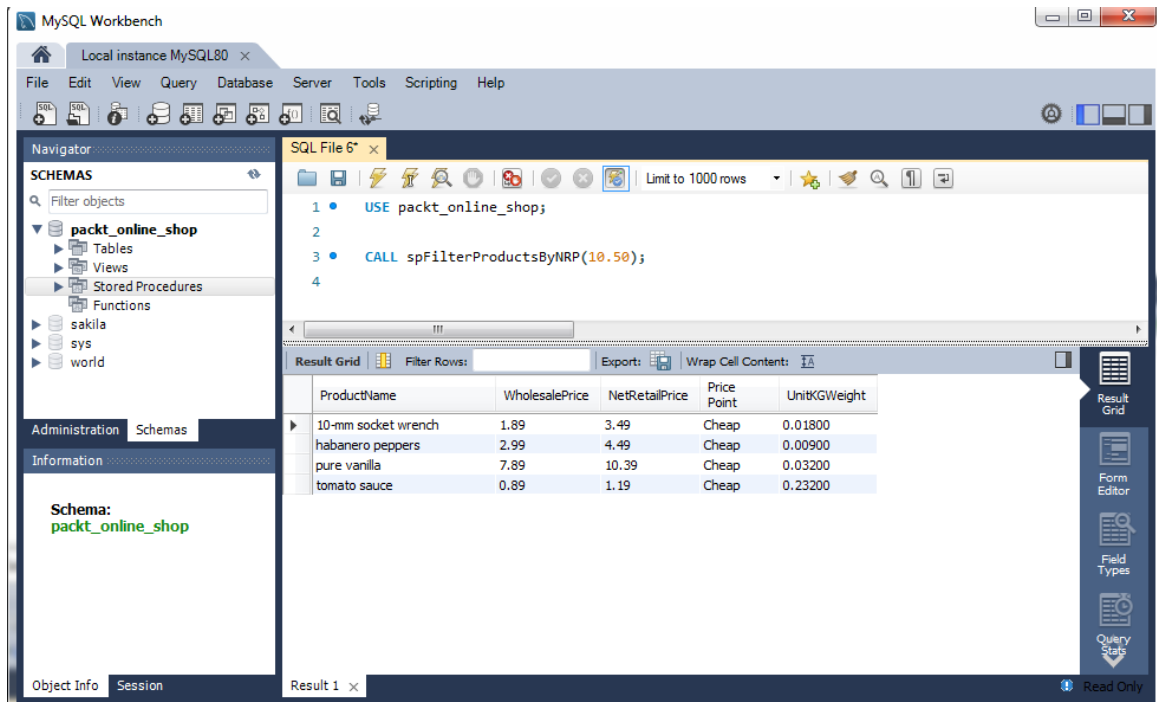 MySQL Workbench
Local instance MySQL80
File Edit View Query Database Server Tools Scripting Help
Navigator
SCHEMAS
Filter objects
packt_online_shop
Tables
Views
Stored Procedures
Functions
sakila
sys
world
Administration Schemas
Information
Schema:
packt_online_shop
Object Info Session
SQL File 6*
Limit to 1000 rows
1 USE packt_online_shop;
2
3 CALL spFilterProductsByNRP(10.50);
4
Result Grid Filter Rows: Export: Wrap Cell Content:
ProductName WholesalePrice NetRetailPrice Price Point UnitKGWeight
10-mm socket wrench 1.89 3.49 Cheap 0.01800
habanero peppers 2.99 4.49 Cheap 0.00900
pure vanilla 7.89 10.39 Cheap 0.03200
tomato sauce 0.89 1.19 Cheap 0.23200
Result
Grid
Form
Editor
Field
Types
Query
Stats
Result 1
Read Only